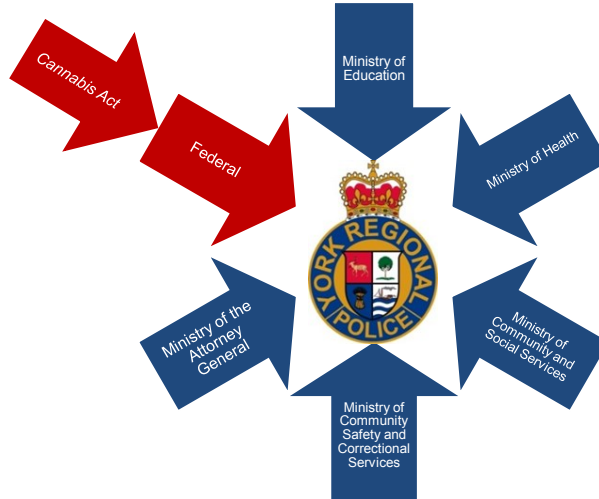 Cannabis Act
Federal
Ministry of
Education
Ministry of Health
Ministry of
Community and
Social Services
Ministry of
Community
Safety and
Correctional
Services
Ministry of the
Attorney
General
YORK REGIONAL
POLICE